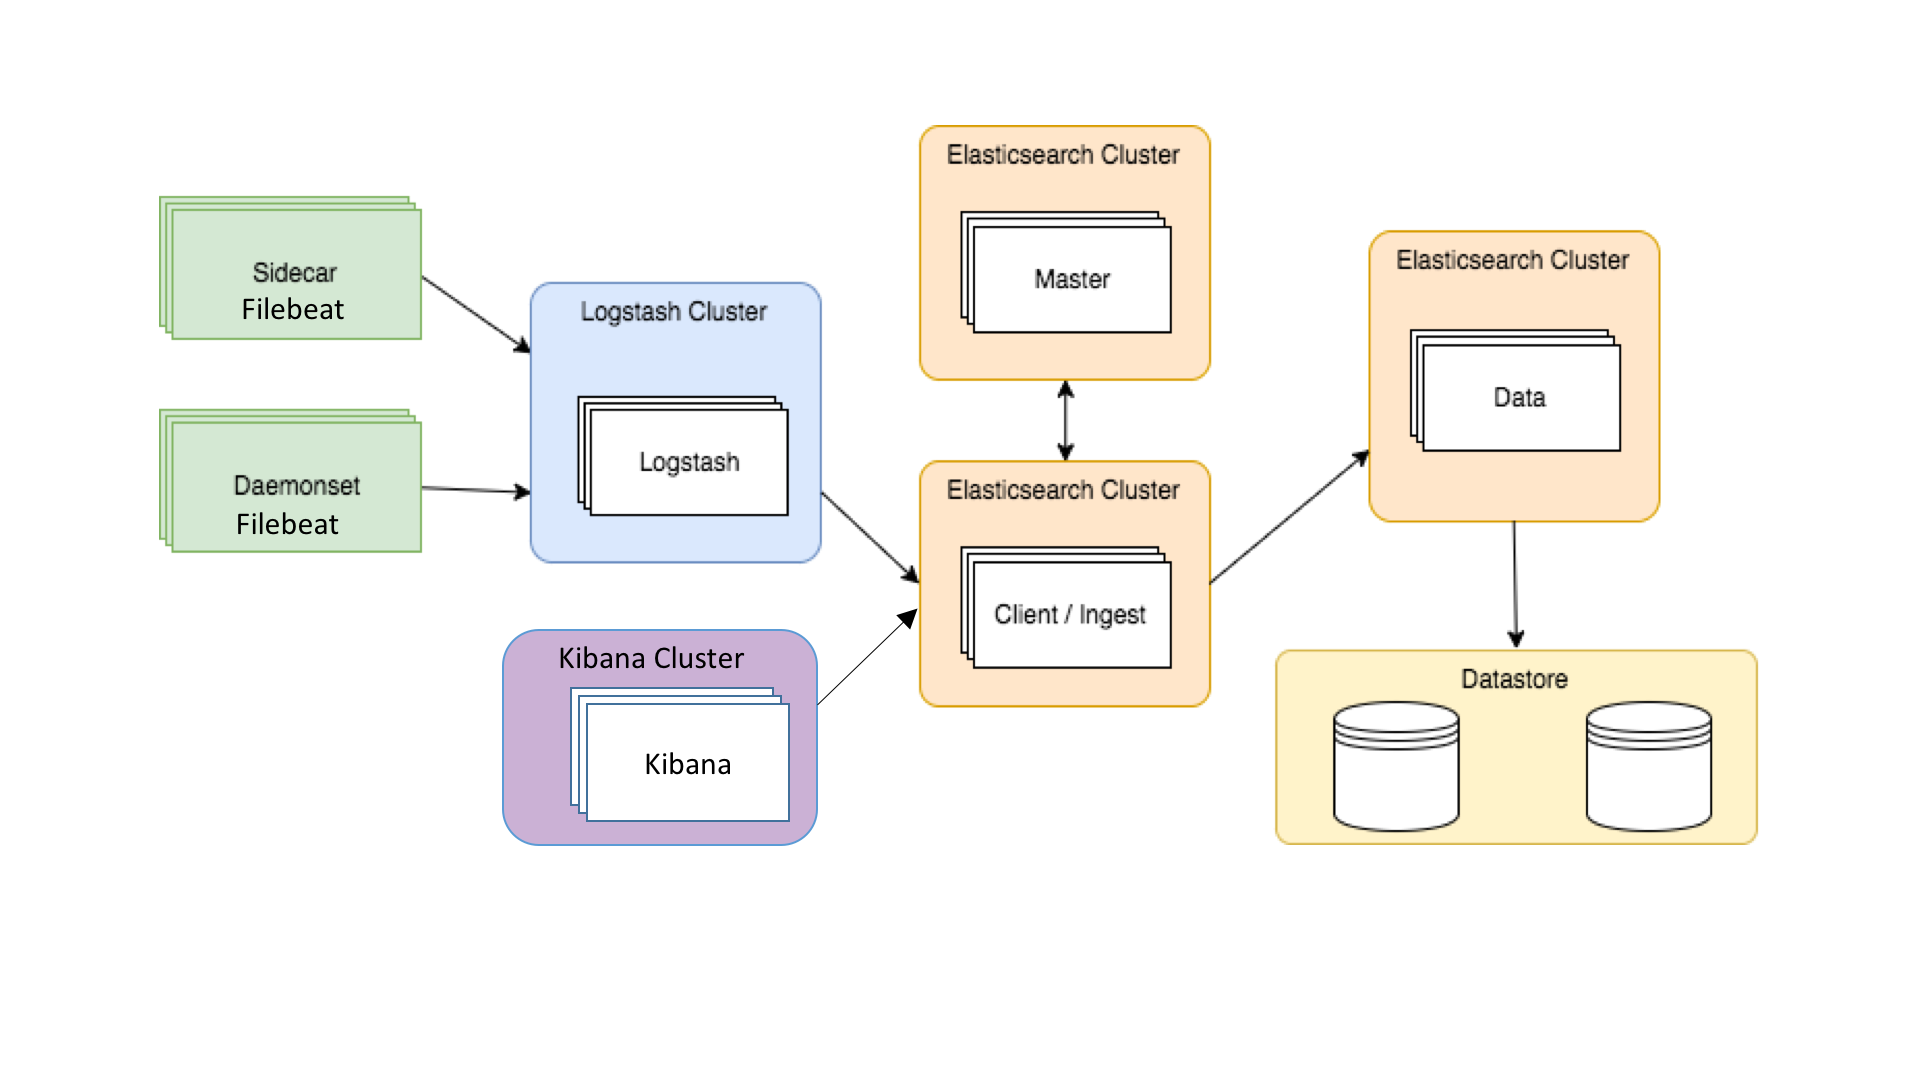 Sidecar
Filebeat
Daemonset
Filebeat
Logstash Cluster
Logstash
Kibana Cluster
Kibana
Elasticsearch Cluster
Master
Elasticsearch Cluster
Client / Ingest
Elasticsearch Cluster
Data
Datastore